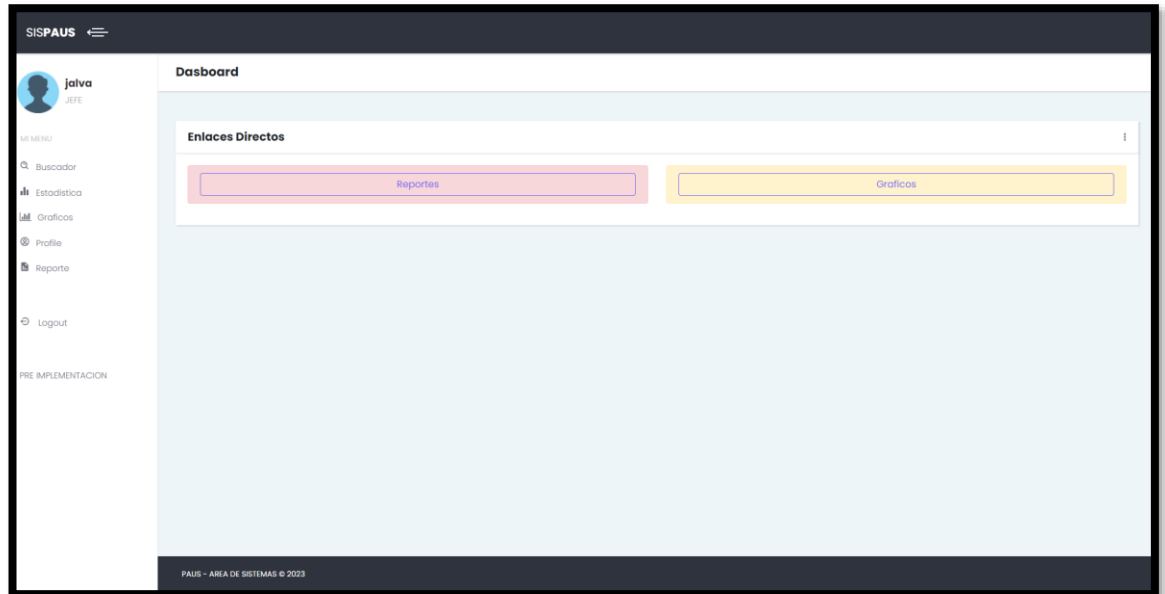 SISPAUS
jalva
JEFE
MI MENU
Buscador
Estadistica
Graficos
Profile
Reporte
Logout
PRE IMPLEMENTACION
Dasboard
Enlaces Directos
Reportes
Graficos
PAUS - AREA DE SISTEMAS © 2023